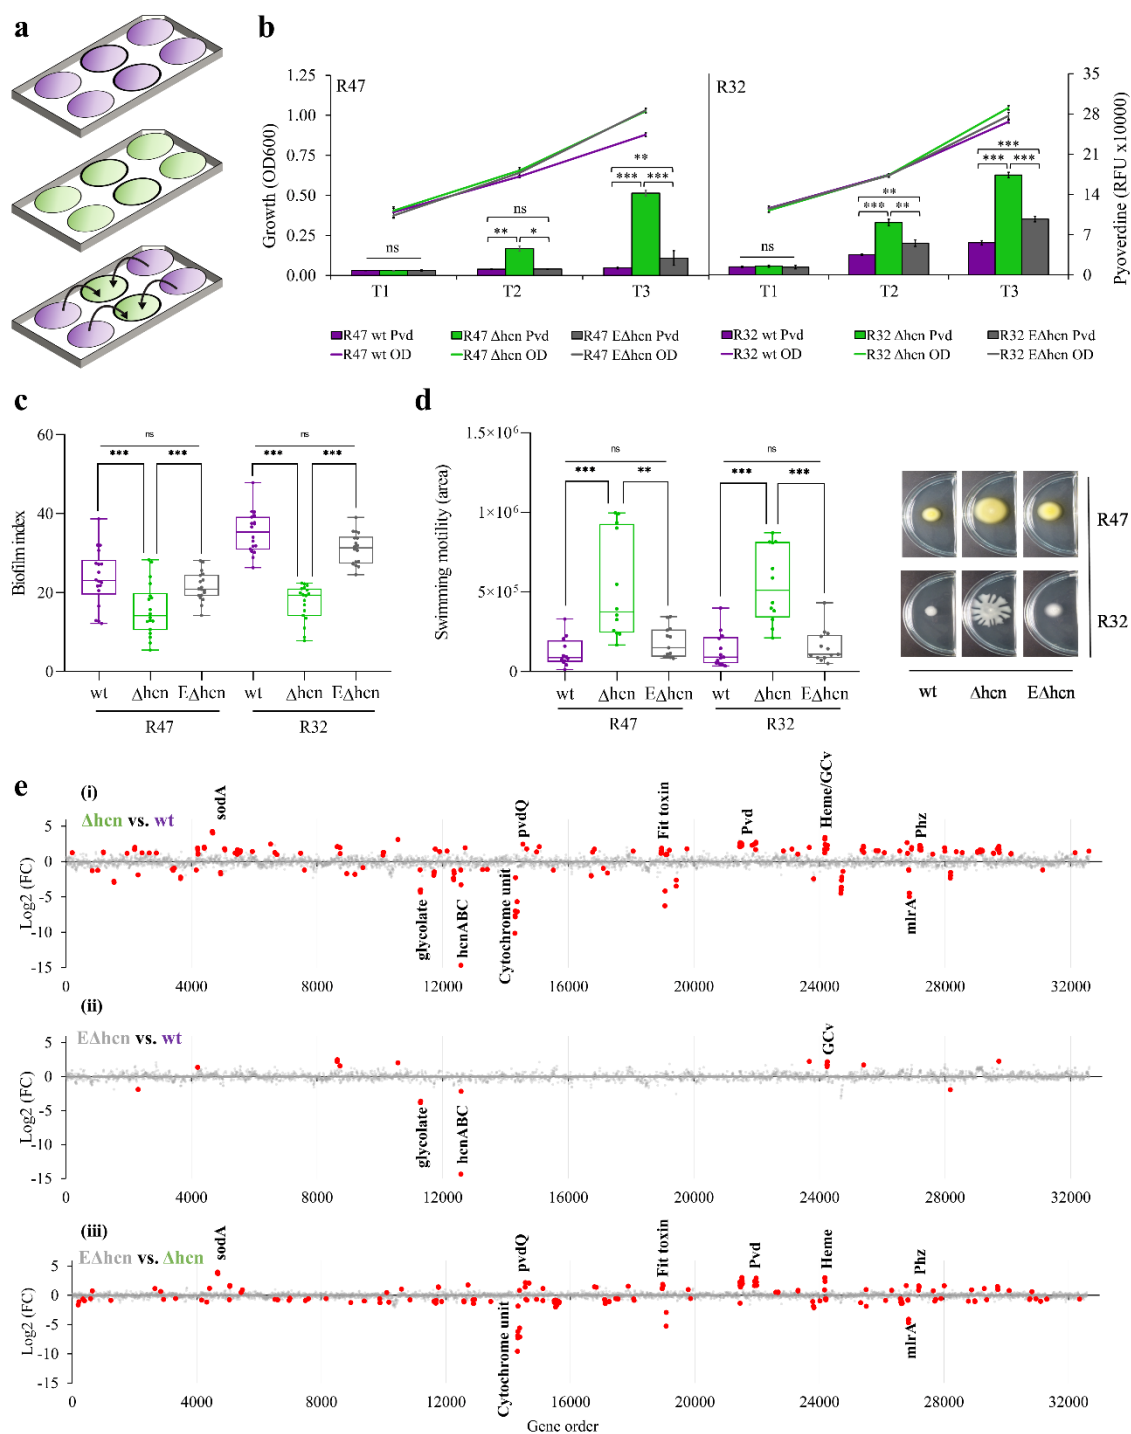 a
b
R47
R32
Growth (OD600)
1.25
1.00
0.75
0.50
0.25
0.00
35
28
21
14
7
0
Pyoverdine (RFU x10000)
ns
ns
** *
**
*** ***
ns
**
*** **
***
*** ***
T1 T2 T3 T1 T2 T3
R47 wt Pvd R47 Δhcn Pvd R47 EΔhcn Pvd R32 wt Pvd R32 Δhcn Pvd R32 EΔhcn Pvd
R47 wt OD R47 Δhcn OD R47 EΔhcn OD R32 wt OD R32 Δhcn OD R32 EΔhcn OD
c
Biofilm index
60
40
20
0
ns ns
*** *** *** ***
wt Δhcn EΔhcn wt Δhcn EΔhcn
R47 R32
d
Swimming motility (area)
1.5×10⁶
1×10⁶
5×10⁵
0
ns ns
*** ** *** ***
wt Δhcn EΔhcn wt Δhcn EΔhcn
R47 R32
R47
R32
wt Δhcn EΔhcn
e
(i)
Δhcn vs. wt
Log2 (FC)
5
0
-5
-10
-15
sodA
glycolate
hcnABC
Cytochrome unit
pvdQ
Fit toxin
Pvd
Heme/GCv
mlrA
Phz
0 4000 8000 12000 16000 20000 24000 28000 32000
(ii)
EΔhcn vs. wt
Log2 (FC)
5
0
-5
-10
-15
glycolate
hcnABC
GCv
0 4000 8000 12000 16000 20000 24000 28000 32000
(iii)
EΔhcn vs. Δhcn
Log2 (FC)
5
0
-5
-10
-15
sodA
Cytochrome unit
pvdQ
Fit toxin
Pvd
Heme
mlrA
Phz
0 4000 8000 12000 16000 20000 24000 28000 32000
Gene order